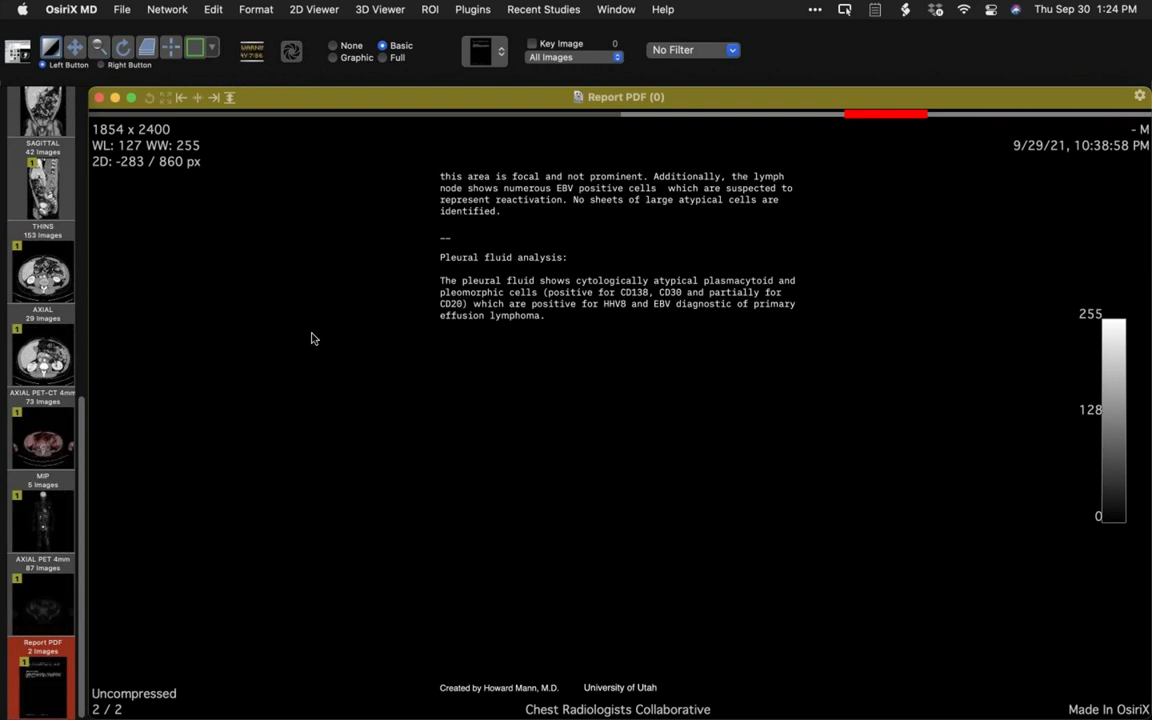 OsiriX MD File Network Edit Format 2D Viewer 3D Viewer ROI Plugins Recent Studies Window Help ••• Thu Sep 30 1:24 PM
None Basic
Graphic Full
Left Button Right Button
Key Image 0
All Images
No Filter
Report PDF (0)
1854 x 2400
WL: 127 WW: 255
2D: -283 / 860 px
- M
9/29/21, 10:38:58 PM
SAGITTAL
42 Images
1
THINS
153 Images
1
AXIAL
29 Images
1
AXIAL PET-CT 4mm
73 Images
1
MIP
5 Images
1
AXIAL PET 4mm
87 Images
1
Report PDF
2 Images
1
this area is focal and not prominent. Additionally, the lymph
node shows numerous EBV positive cells which are suspected to
represent reactivation. No sheets of large atypical cells are
identified.
__
Pleural fluid analysis:
The pleural fluid shows cytologically atypical plasmacytoid and
pleomorphic cells (positive for CD138, CD30 and partially for
CD20) which are positive for HHV8 and EBV diagnostic of primary
effusion lymphoma.
255
128
0
Created by Howard Mann, M.D. University of Utah
Uncompressed
2 / 2
Chest Radiologists Collaborative
Made In OsiriX